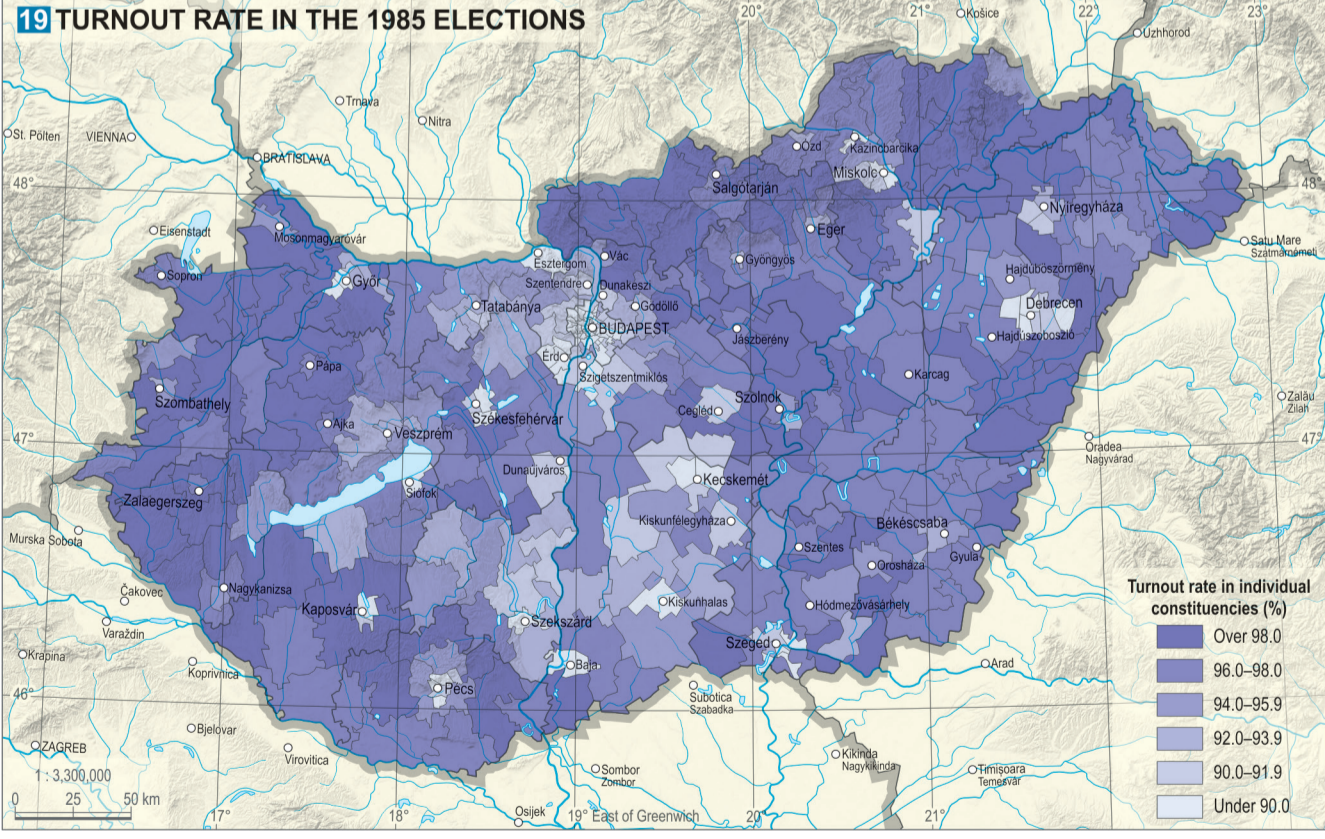 19 TURNOUT RATE IN THE 1985 ELECTIONS
20°
Košice
22°
23°
Uzhhorod
Trnava
Nitra
St. Pölten
VIENNA
BRATISLAVA
Ózd
Kazincbarcika
Miskolc
48°
Salgótarján
48°
Nyíregyháza
Eisenstadt
Mosonmagyaróvár
Eger
Satu Mare
Szatmárnémeti
Sopron
Győr
Esztergom
Vác
Gyöngyös
Szentendre
Dunakeszi
Hajdúböszörmény
Tatabánya
Gödöllő
Debrecen
BUDAPEST
Jászberény
Hajdúszoboszló
Érd
Pápa
Szigetszentmiklós
Karcag
Szombathely
Szolnok
Zalău
Zilah
Cegléd
Székesfehérvár
Ajka
Veszprém
47°
47°
Oradea
Nagyvárad
Dunaújváros
Kecskemét
Siófok
Zalaegerszeg
Kiskunfélegyháza
Békéscsaba
Murska Sobota
Szentes
Gyula
Orosháza
Čakovec
Nagykanizsa
Kaposvár
Kiskunhalas
Hódmezővásárhely
Varaždin
Szekszárd
Szeged
Krapina
Koprivnica
Baja
Arad
46°
46°
Pécs
Subotica
Szabadka
Bjelovar
ZAGREB
Virovitica
Kikinda
Nagykikinda
Sombor
Zombor
Timișoara
Temesvár
1 : 3,300,000
0 25 50 km
Osijek
17°
18°
19° East of Greenwich
20°
21°
Turnout rate in individual
constituencies (%)
Over 98.0
96.0–98.0
94.0–95.9
92.0–93.9
90.0–91.9
Under 90.0